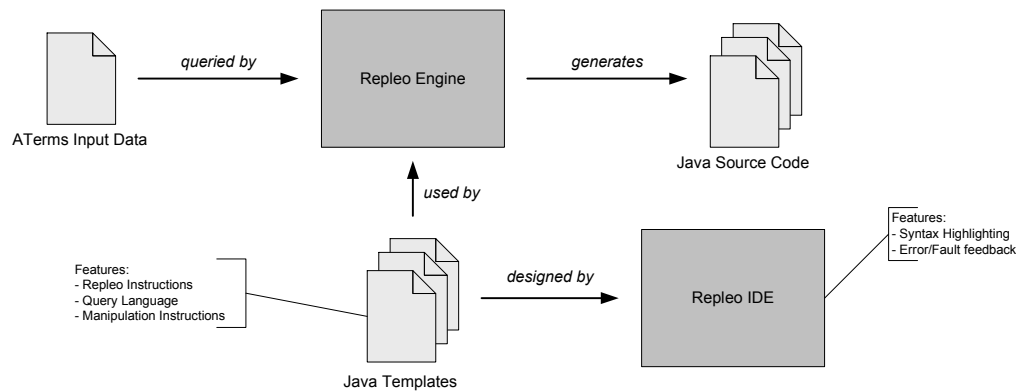 queried by
Repleo Engine
generates
ATerms Input Data
Java Source Code
used by
Features:
- Syntax Highlighting
- Error/Fault feedback
Features:
- Repleo Instructions
- Query Language
- Manipulation Instructions
designed by
Repleo IDE
Java Templates